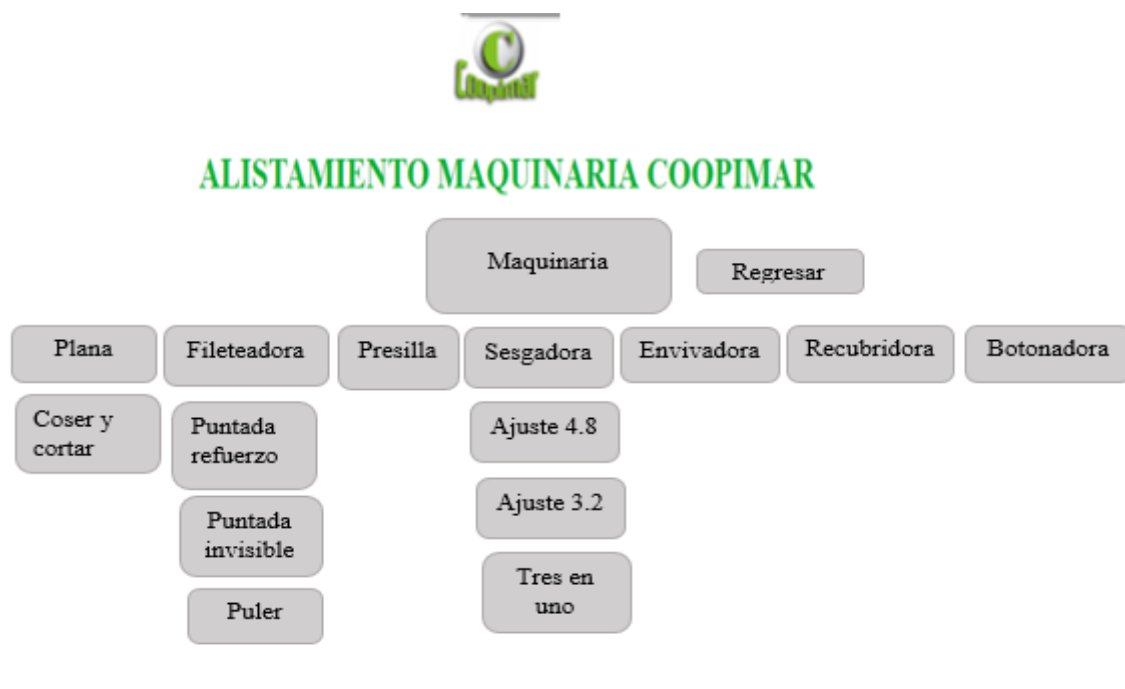 C
Coopimar
ALISTAMIENTO MAQUINARIA COOPIMAR
Maquinaria
Regresar
Plana
Fileteadora
Presilla
Sesgadora
Envivadora
Recubridora
Botonadora
Coser y
cortar
Puntada
refuerzo
Puntada
invisible
Puler
Ajuste 4.8
Ajuste 3.2
Tres en
uno